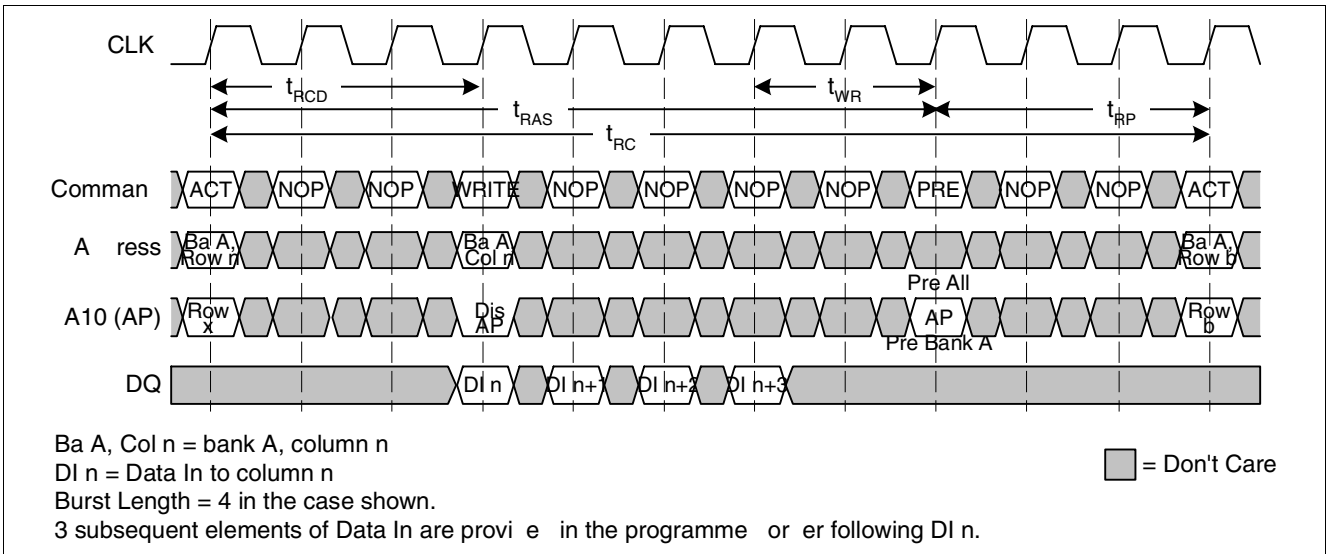 CLK
tRCD
tWR
tRAS
tRP
tRC
Comman ACT NOP NOP WRITE NOP NOP NOP NOP PRE NOP NOP ACT
A ress Ba A, Row n Ba A Col n Ba A, Row b
Pre All
A10 (AP) Row x Dis AP AP Row b
Pre Bank A
DQ DI n DI n+1 DI n+2 DI n+3
Ba A, Col n = bank A, column n
DI n = Data In to column n
= Don't Care
Burst Length = 4 in the case shown.
3 subsequent elements of Data In are provi e in the programme or er following DI n.